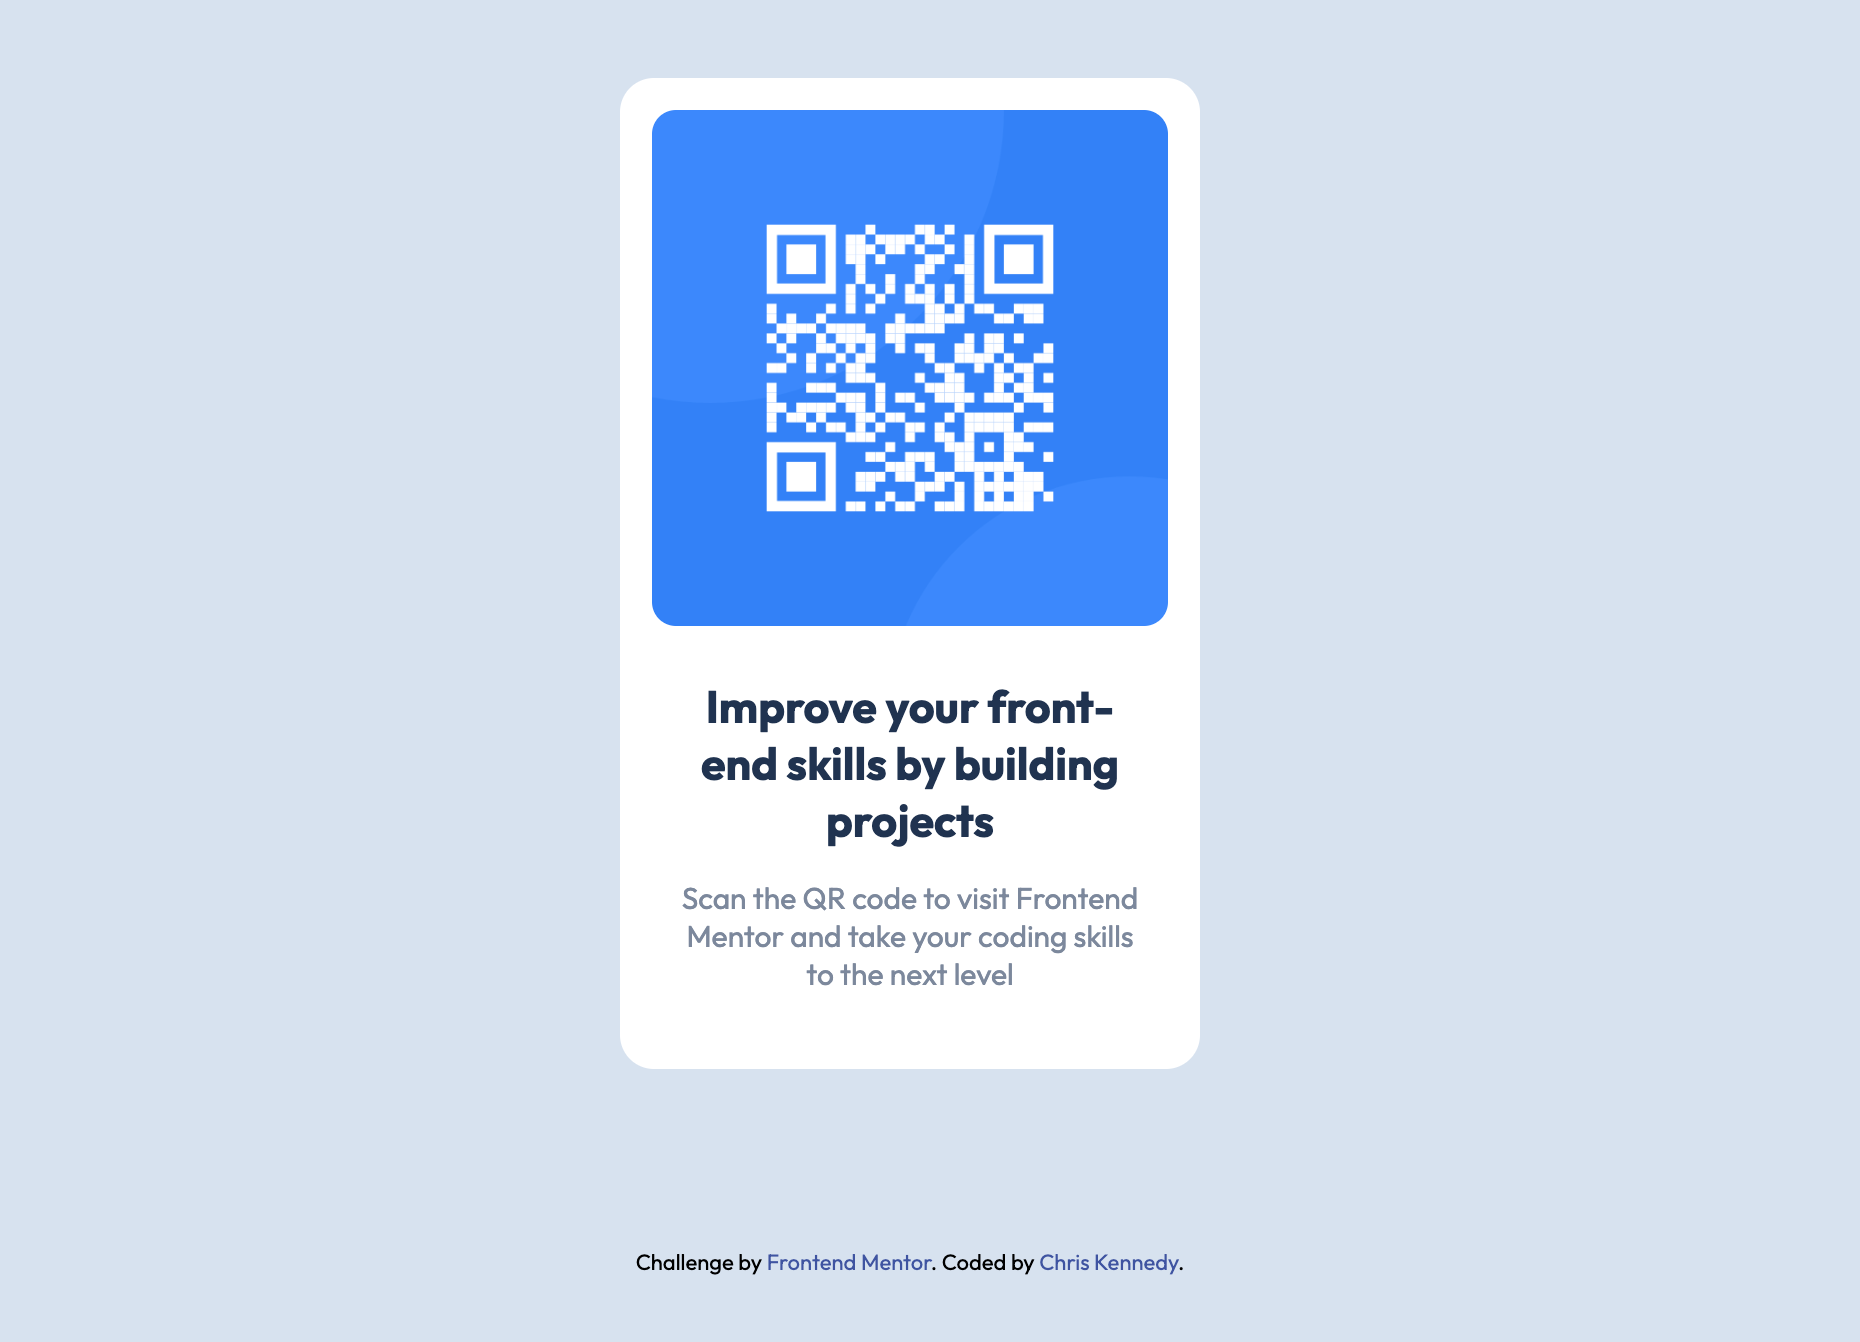 Improve your front-
end skills by building
projects
Scan the QR code to visit Frontend
Mentor and take your coding skills
to the next level
Challenge by Frontend Mentor. Coded by Chris Kennedy.